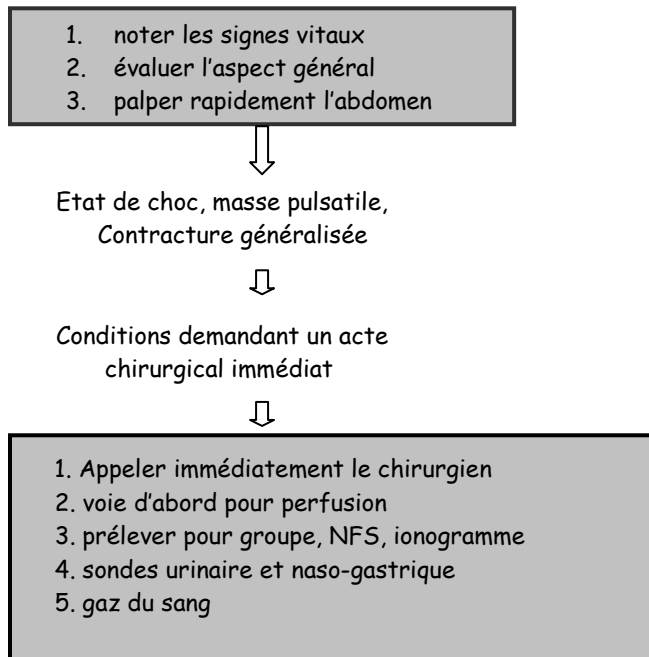 1. noter les signes vitaux
2. évaluer l'aspect général
3. palper rapidement l'abdomen
Etat de choc, masse pulsatile,
Contracture généralisée
Conditions demandant un acte
chirurgical immédiat
1. Appeler immédiatement le chirurgien
2. voie d'abord pour perfusion
3. prélever pour groupe, NFS, ionogramme
4. sondes urinaire et naso-gastrique
5. gaz du sang